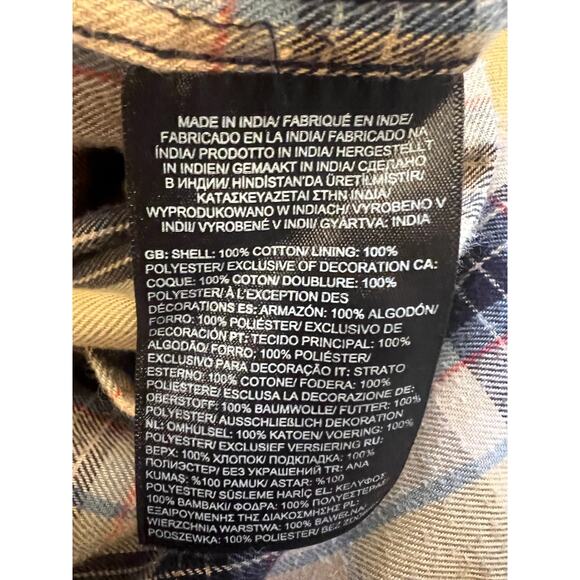 MADE IN INDIA/ FABRIQUÉ EN INDE/
FABRICADO EN LA INDIA/ FABRICADO NA
ÍNDIA/ PRODOTTO IN INDIA/ HERGESTELLT
IN INDIEN/ GEMAAKT IN INDIA/ СДЕЛАНО
В ИНДИИ/ HİNDİSTAN'DA ÜRETİLMİŞTİR/
ΚΑΤΑΣΚΕΥΑΖΕΤΑΙ ΣΤΗΝ INDIA/
WYPRODUKOWANO W INDIACH/ VYROBENO V
INDII/ VYROBENÉ V INDII/ GYÁRTVA: INDIA
GB: SHELL: 100% COTTON/ LINING: 100%
POLYESTER/ EXCLUSIVE OF DECORATION CA:
COQUE: 100% COTON/ DOUBLURE: 100%
POLYESTER/ À L'EXCEPTION DES
DÉCORATIONS ES: ARMAZÓN: 100% ALGODÓN/
FORRO: 100% POLIÉSTER/ EXCLUSIVO DE
DECORACIÓN PT: TECIDO PRINCIPAL: 100%
ALGODÃO/ FORRO: 100% POLIÉSTER/
EXCLUSIVO PARA DECORAÇÃO IT: STRATO
ESTERNO: 100% COTONE/ FODERA: 100%
POLIESTERE/ ESCLUSA LA DECORAZIONE DE:
OBERSTOFF: 100% BAUMWOLLE/ FUTTER: 100%
POLYESTER/ AUSSCHLIEßLICH DEKORATION
NL: OMHULSEL: 100% KATOEN/ VOERING: 100%
POLYESTER/ EXCLUSIEF VERSIERING RU:
ВЕРХ: 100% ХЛОПОК/ ПОДКЛАДКА: 100%
ПОЛИЭСТЕР/ БЕЗ УКРАШЕНИЙ TR: ANA
KUMAŞ: %100 PAMUK/ ASTAR: %100
POLYESTER/ SÜSLEME HARİÇ EL: ΚΕΛΥΦΟΣ:
100% ΒΑΜΒΑΚΙ/ ΦΟΔΡΑ: 100% ΠΟΛΥΕΣΤΕΡΑΣ/
ΕΞΑΙΡΟΥΜΕΝΗΣ ΤΗΣ ΔΙΑΚΟΣΜΗΣΗΣ PL:
WIERZCHNIA WARSTWA: 100% BAWEŁNA/
PODSZEWKA: 100% POLIESTER/ BEZ